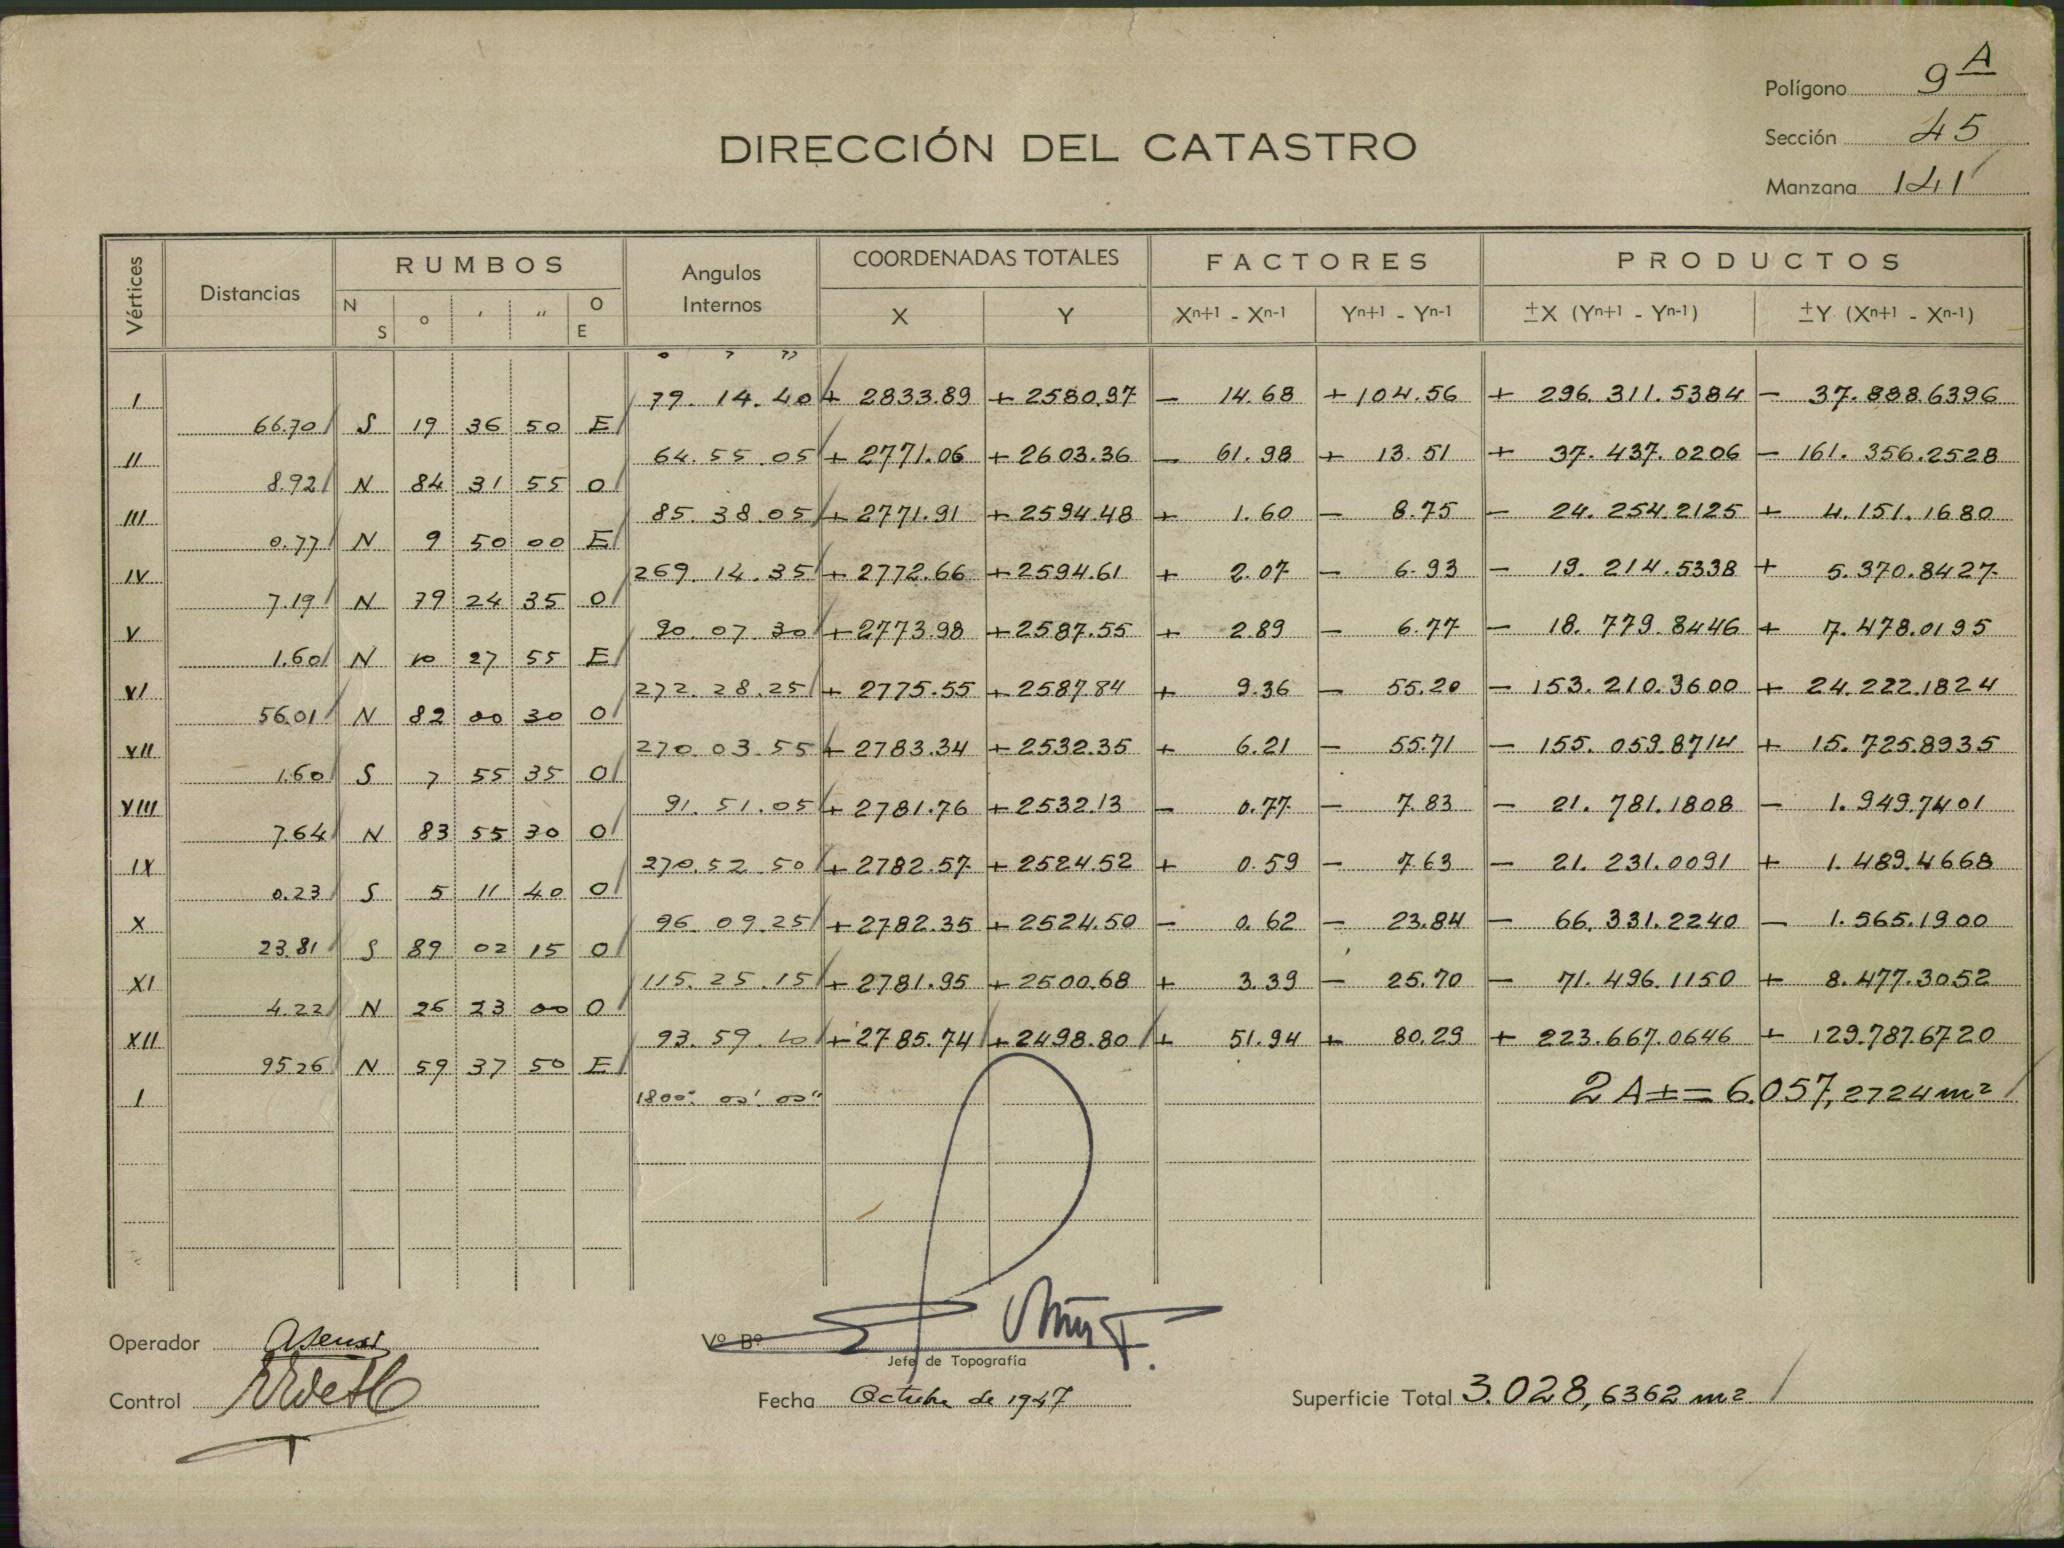 Polígono 9 A
Sección 45
Manzana 141
DIRECCIÓN DEL CATASTRO
Vértices Distancias RUMBOS Angulos Internos COORDENADAS TOTALES FACTORES PRODUCTOS
N S ° ' " O E X Y Xn+1 - Xn-1 Yn+1 - Yn-1 ±X (Yn+1 - Yn-1) ±Y (Xn+1 - Xn-1)
° ' "
I 79. 14. 40 + 2833.89 + 2580.97 − 14.68 + 104.56 + 296.311.5384 − 37.888.6396
66.70 S 19 36 50 E
II 64. 55. 05 + 2771.06 + 2603.36 − 61.98 + 13.51 + 37.437.0206 − 161.356.2528
8.92 N 84 31 55 O
III 85. 38. 05 + 2771.91 + 2594.48 + 1.60 − 8.75 − 24.254.2125 + 4.151.1680
0.77 N 9 50 00 E
IV 269. 14. 35 + 2772.66 + 2594.61 + 2.07 − 6.93 − 19.214.5338 + 5.370.8427
7.19 N 79 24 35 O
V 90. 07. 30 + 2773.98 + 2587.55 + 2.89 − 6.77 − 18.779.8446 + 7.478.0195
1.60 N 10 27 55 E
VI 272. 28. 25 + 2775.55 + 2587.84 + 9.36 − 55.20 − 153.210.3600 + 24.222.1824
56.01 N 82 00 30 O
VII 270. 03. 55 + 2783.34 + 2532.35 + 6.21 − 55.71 − 155.059.8714 + 15.725.8935
1.60 S 7 55 35 O
VIII 91. 51. 05 + 2781.76 + 2532.13 − 0.77 − 7.83 − 21.781.1808 − 1.949.7401
7.64 N 83 55 30 O
IX 270. 52. 50 + 2782.57 + 2524.52 + 0.59 − 7.63 − 21.231.0091 + 1.489.4668
0.23 S 5 11 40 O
X 96 09. 25 + 2782.35 + 2524.50 − 0.62 − 23.84 − 66.331.2240 − 1.565.1900
23.81 S 89 02 15 O
XI 115. 25. 15 + 2781.95 + 2500.68 + 3.39 − 25.70 − 71.496.1150 + 8.477.3052
4.22 N 26 23 00 O
XII 93. 59. 10 + 2785.74 + 2498.80 + 51.94 + 80.29 + 223.667.0646 + 129.787.6720
95.26 N 59 37 50 E
I 1800° 00' 00" 2 A ± = 6.057,2724 m²
Operador Asensi Vº Bº
Jefe de Topografía
Control Fecha Octubre de 1947 Superficie Total 3.028,6362 m2